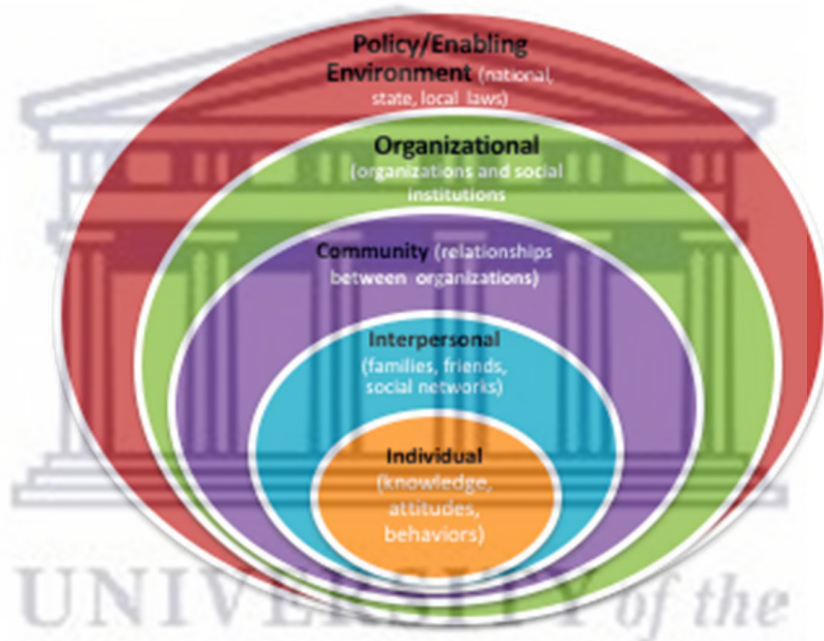 Policy/Enabling
Environment (national,
state, local laws)
Organizational
(organizations and social
institutions
Community (relationships
between organizations)
Interpersonal
(families, friends,
social networks)
Individual
(knowledge,
attitudes,
behaviors)
UNIVERSITY of the